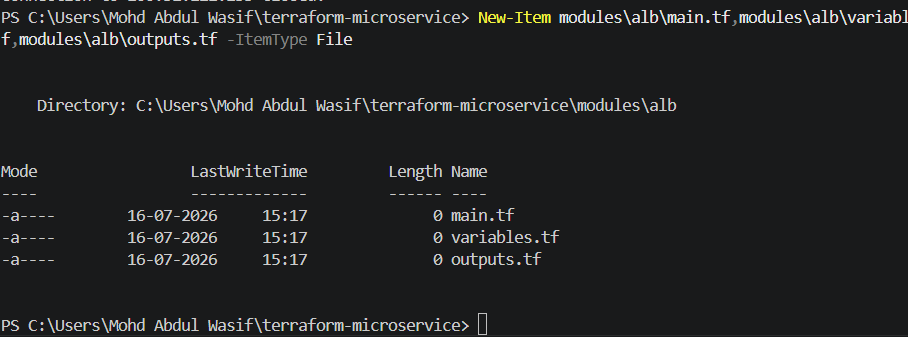 PS C:\Users\Mohd Abdul Wasif\terraform-microservice> New-Item modules\alb\main.tf,modules\alb\variabl
f,modules\alb\outputs.tf -ItemType File
Directory: C:\Users\Mohd Abdul Wasif\terraform-microservice\modules\alb
Mode LastWriteTime Length Name
---- ------------- ------ ----
-a---- 16-07-2026 15:17 0 main.tf
-a---- 16-07-2026 15:17 0 variables.tf
-a---- 16-07-2026 15:17 0 outputs.tf
PS C:\Users\Mohd Abdul Wasif\terraform-microservice>